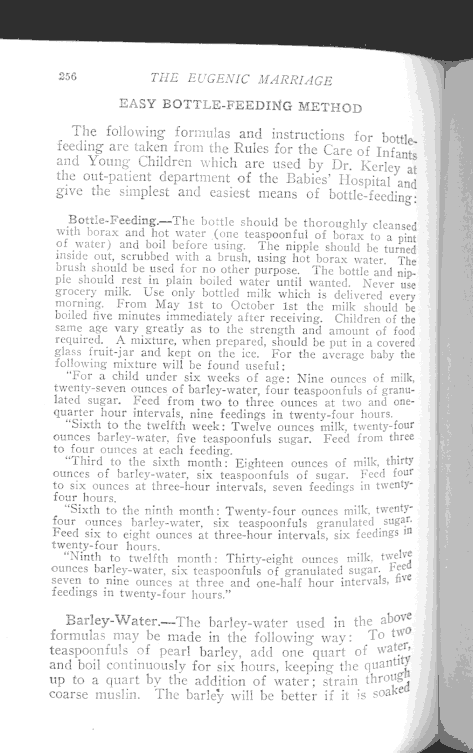 256 THE EUGENIC MARRIAGE
EASY BOTTLE-FEEDING METHOD
The following formulas and instructions for bottle-
feeding are taken from the Rules for the Care of Infants
and Young Children which are used by Dr. Kerley at
the out-patient department of the Babies' Hospital and
give the simplest and easiest means of bottle-feeding:
Bottle-Feeding.—The bottle should be thoroughly cleansed
with borax and hot water (one teaspoonful of borax to a pint
of water) and boil before using. The nipple should be turned
inside out, scrubbed with a brush, using hot borax water. The
brush should be used for no other purpose. The bottle and nip-
ple should rest in plain boiled water until wanted. Never use
grocery milk. Use only bottled milk which is delivered every
morning. From May 1st to October 1st the milk should be
boiled five minutes immediately after receiving. Children of the
same age vary greatly as to the strength and amount of food
required. A mixture, when prepared, should be put in a covered
glass fruit-jar and kept on the ice. For the average baby the
following mixture will be found useful:
"For a child under six weeks of age: Nine ounces of milk,
twenty-seven ounces of barley-water, four teaspoonfuls of granu-
lated sugar. Feed from two to three ounces at two and one-
quarter hour intervals, nine feedings in twenty-four hours.
"Sixth to the twelfth week: Twelve ounces milk, twenty-four
ounces barley-water, five teaspoonfuls sugar. Feed from three
to four ounces at each feeding.
"Third to the sixth month: Eighteen ounces of milk, thirty
ounces of barley-water, six teaspoonfuls of sugar. Feed four
to six ounces at three-hour intervals, seven feedings in twenty-
four hours.
"Sixth to the ninth month: Twenty-four ounces milk, twenty-
four ounces barley-water, six teaspoonfuls granulated sugar.
Feed six to eight ounces at three-hour intervals, six feedings in
twenty-four hours.
"Ninth to twelfth month: Thirty-eight ounces milk, twelve
ounces barley-water, six teaspoonfuls of granulated sugar. Feed
seven to nine ounces at three and one-half hour intervals, five
feedings in twenty-four hours."
Barley-Water.—The barley-water used in the above
formulas may be made in the following way: To two
teaspoonfuls of pearl barley, add one quart of water,
and boil continuously for six hours, keeping the quantity
up to a quart by the addition of water; strain through
coarse muslin. The barley will be better if it is soaked